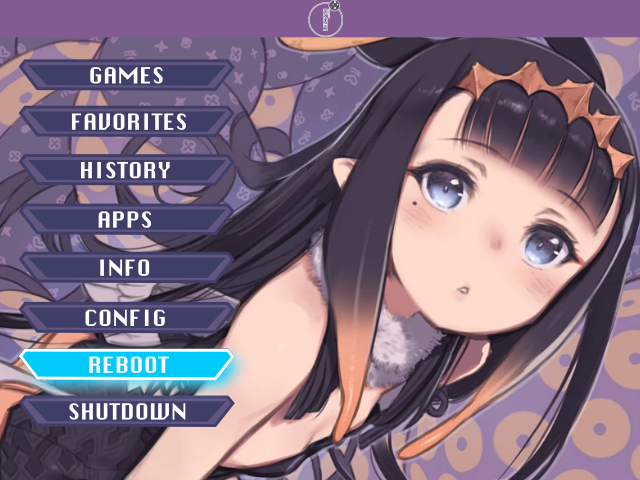 GAMES
FAVORITES
HISTORY
APPS
INFO
CONFIG
REBOOT
SHUTDOWN